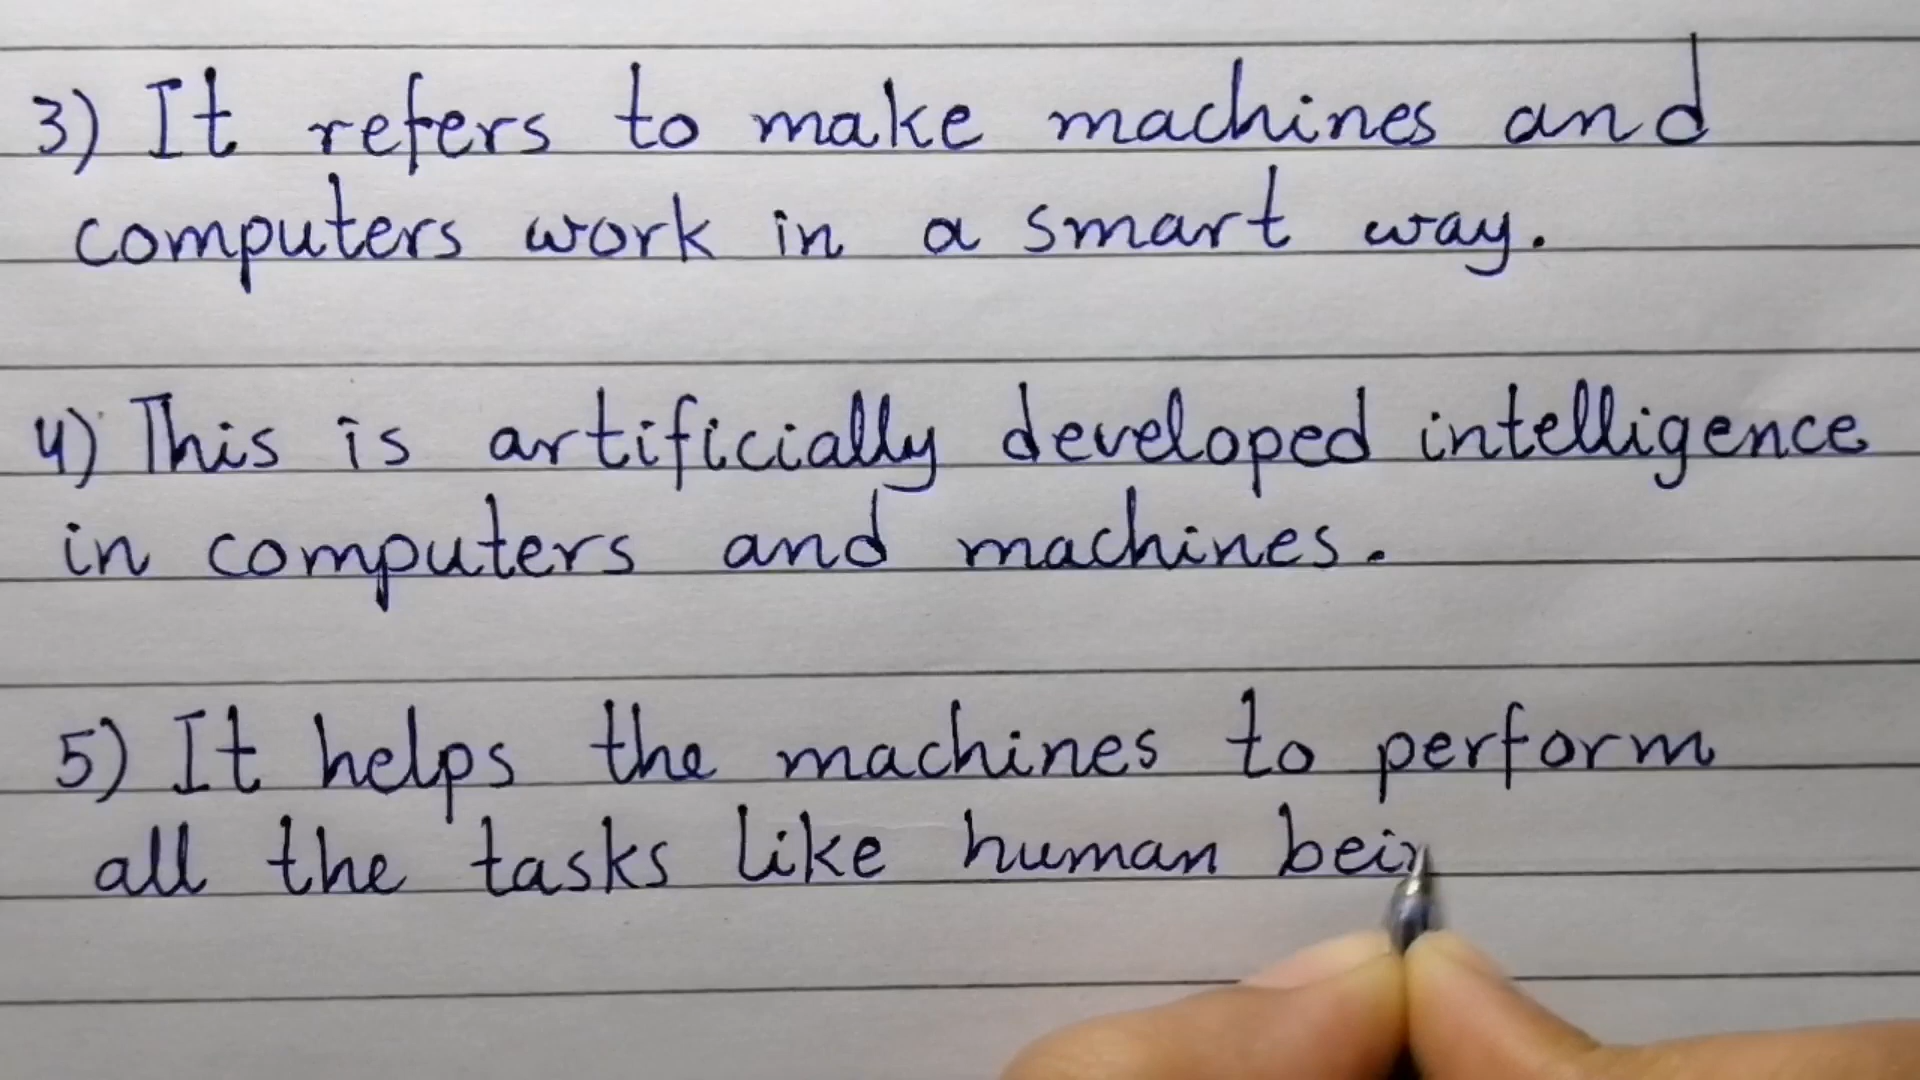 3) It refers to make machines and
computers work in a smart way.
4) This is artificially developed intelligence
in computers and machines.
5) It helps the machines to perform
all the tasks like human bein